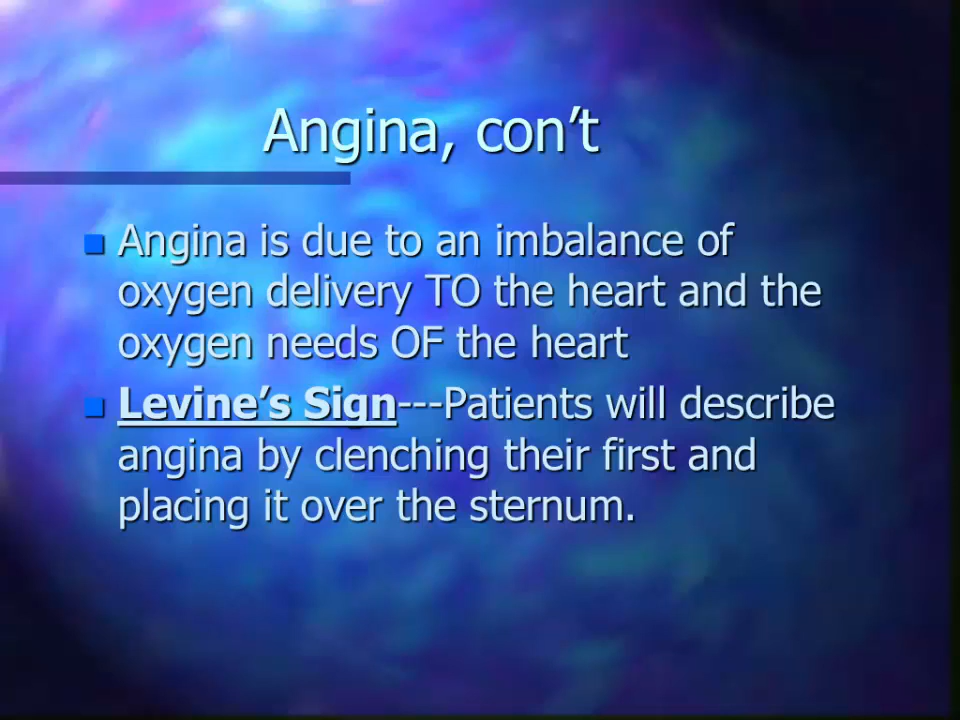 Angina, con’t
Angina is due to an imbalance of
oxygen delivery TO the heart and the
oxygen needs OF the heart
Levine’s Sign---Patients will describe
angina by clenching their first and
placing it over the sternum.